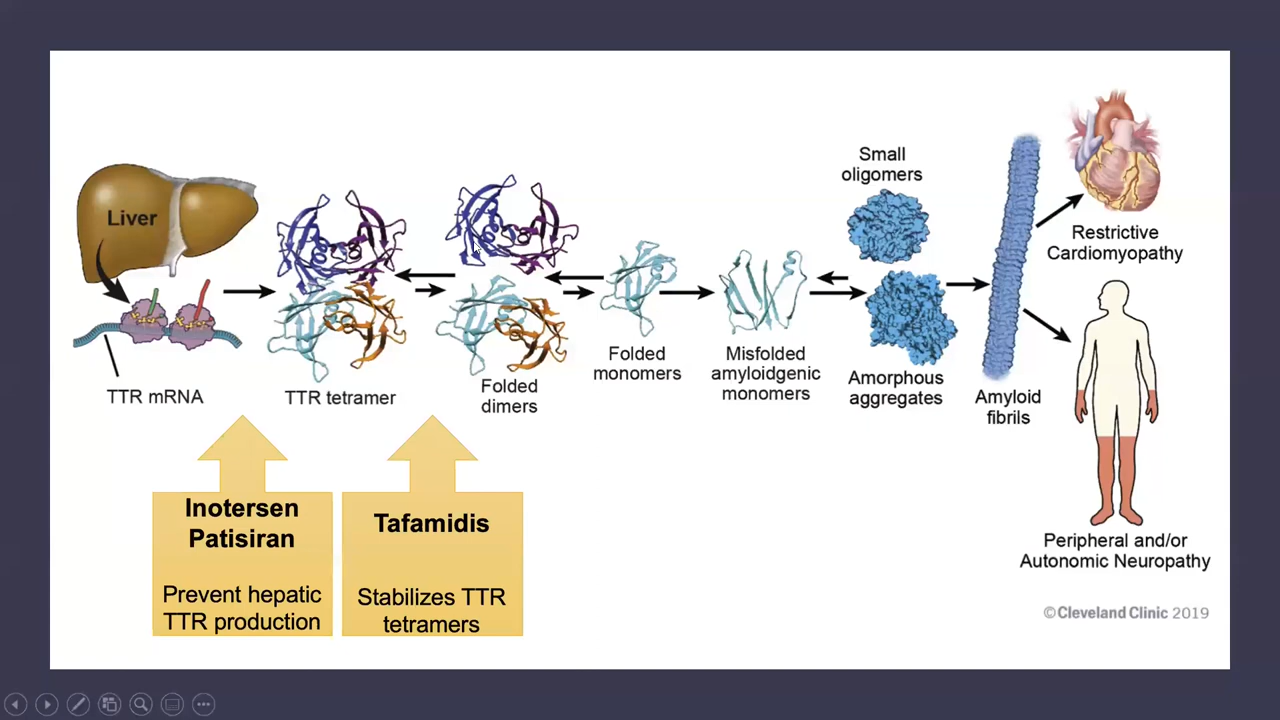 Liver
TTR mRNA
TTR tetramer
Folded
dimers
Folded
monomers
Misfolded
amyloidgenic
monomers
Small
oligomers
Amorphous
aggregates
Amyloid
fibrils
Restrictive
Cardiomyopathy
Peripheral and/or
Autonomic Neuropathy
Inotersen
Patisiran
Prevent hepatic
TTR production
Tafamidis
Stabilizes TTR
tetramers
©Cleveland Clinic 2019